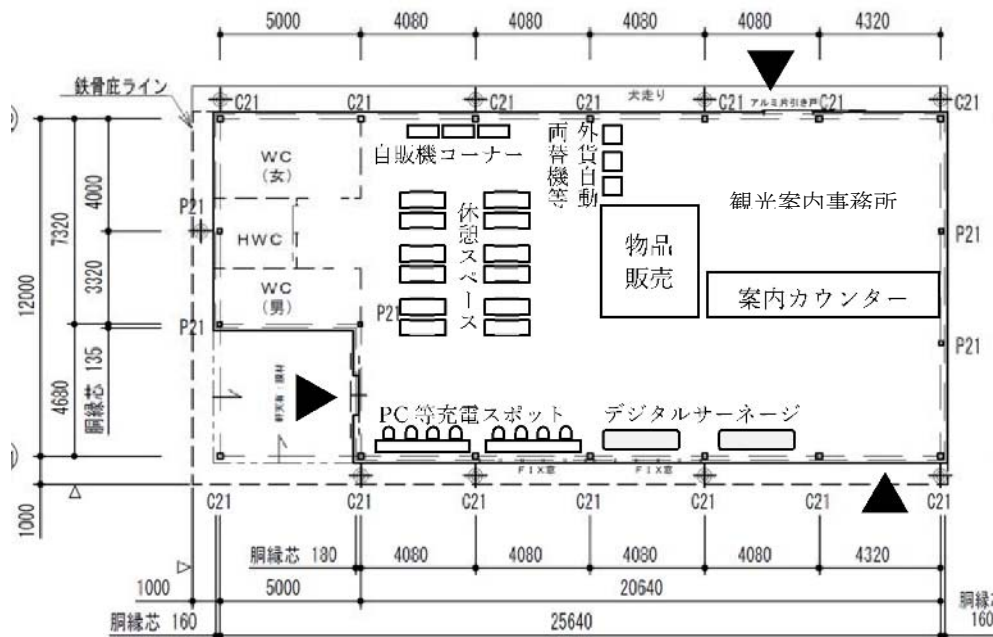 5000 4080 4080 4080 4080 4320
鉄骨庇ライン
犬走り
アルミ片引き戸
C21 C21 C21 C21 C21 C21 C21
WC
(女)
自販機コーナー
外貨自動
両替機等
観光案内事務所
P21
HWC
休憩スペース
物品
販売
P21
WC
(男)
案内カウンター
P21
P21
P21
4000
7320
3320
12000
135
胴縁芯
4680
1000
PC等充電スポット
デジタルサーネージ
FIX窓 FIX窓
C21 C21 C21 C21 C21 C21 C21
胴縁芯 180 4080 4080 4080 4080 4320
1000 5000 20640
胴縁芯 160 25640
胴縁芯
160